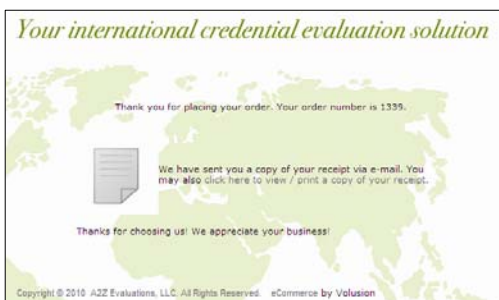 Your international credential evaluation solution
Thank you for placing your order. Your order number is 1339.
We have sent you a copy of your receipt via e-mail. You
may also click here to view / print a copy of your receipt.
Thanks for choosing us! We appreciate your business!
Copyright © 2010 A2Z Evaluations, LLC. All Rights Reserved. eCommerce by Volusion